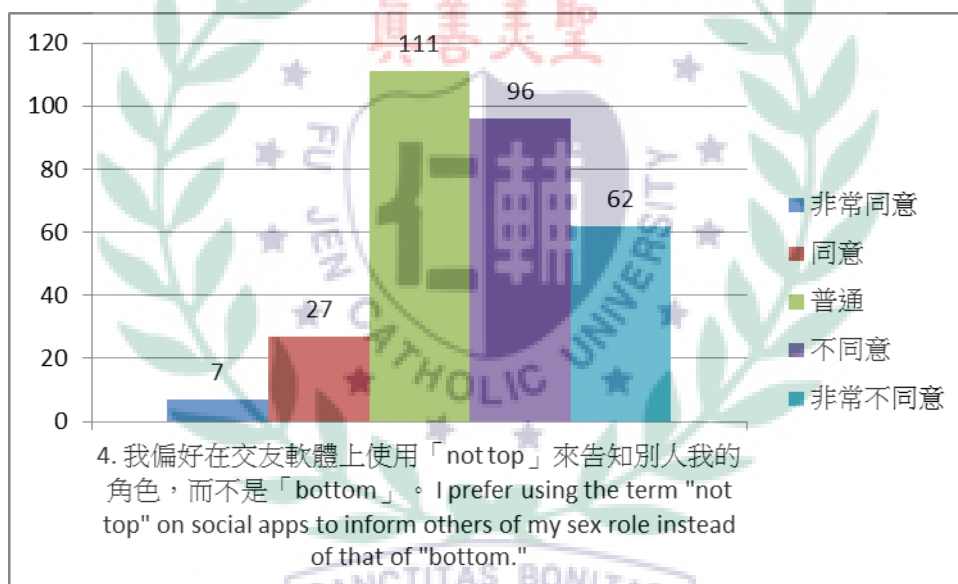 眞善美聖
120
100
80
60
40
20
0
7
27
111
96
62
非常同意
同意
普通
不同意
非常不同意
4. 我偏好在交友軟體上使用「not top」來告知別人我的
角色，而不是「bottom」。 I prefer using the term "not
top" on social apps to inform others of my sex role instead
of that of "bottom."
FU JEN CATHOLIC UNIVERSITY
仁輔
SANCTITAS BONITAS